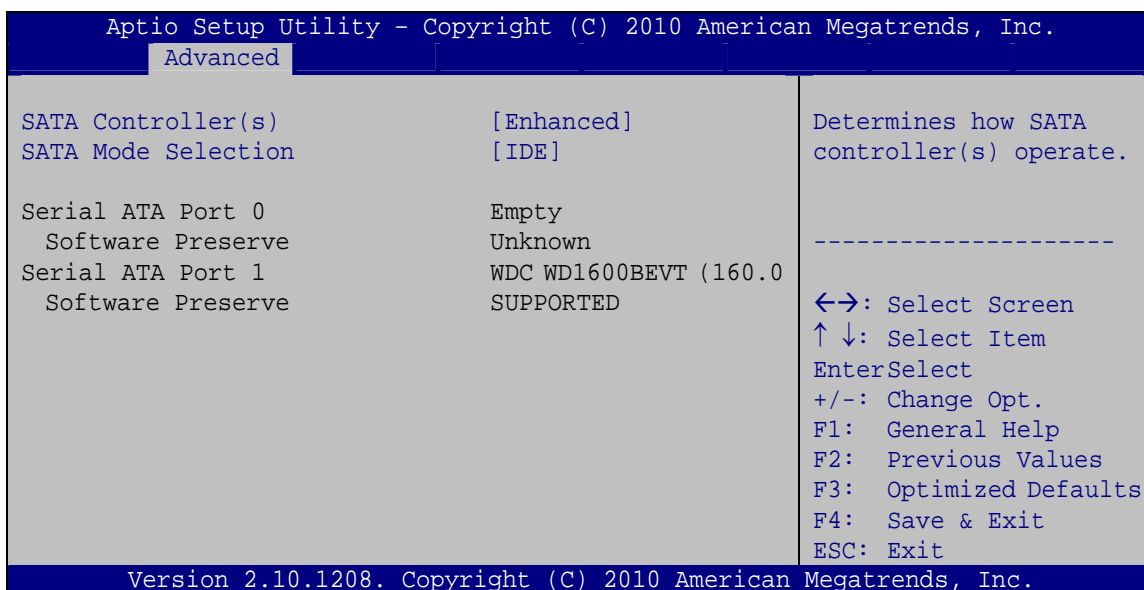 Aptio Setup Utility – Copyright (C) 2010 American Megatrends, Inc.
Advanced
SATA Controller(s) [Enhanced]
SATA Mode Selection [IDE]
Serial ATA Port 0 Empty
Software Preserve Unknown
Serial ATA Port 1 WDC WD1600BEVT (160.0
Software Preserve SUPPORTED
Determines how SATA
controller(s) operate.
---------------------
←→: Select Screen
↑ ↓: Select Item
EnterSelect
+/-: Change Opt.
F1: General Help
F2: Previous Values
F3: Optimized Defaults
F4: Save & Exit
ESC: Exit
Version 2.10.1208. Copyright (C) 2010 American Megatrends, Inc.